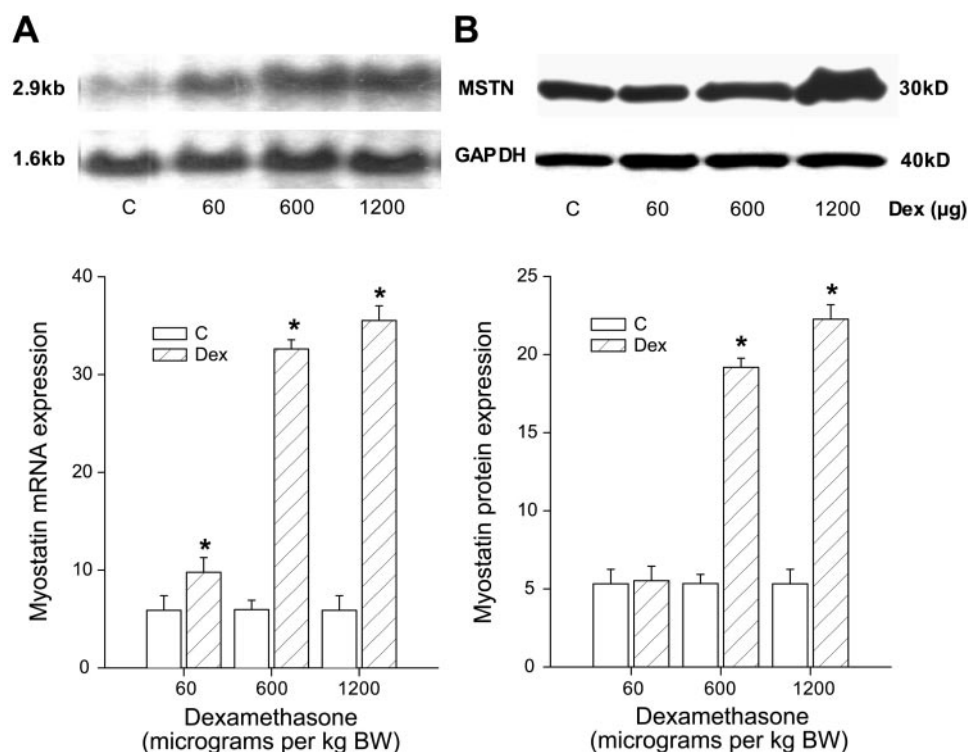 A
2.9kb
1.6kb
C 60 600 1200
B
MSTN 30kD
GAPDH 40kD
C 60 600 1200 Dex (µg)
Myostatin mRNA expression
40
30
20
10
0
C
Dex
*
*
*
60 600 1200
Dexamethasone
(micrograms per kg BW)
Myostatin protein expression
25
20
15
10
5
0
C
Dex
*
*
60 600 1200
Dexamethasone
(micrograms per kg BW)